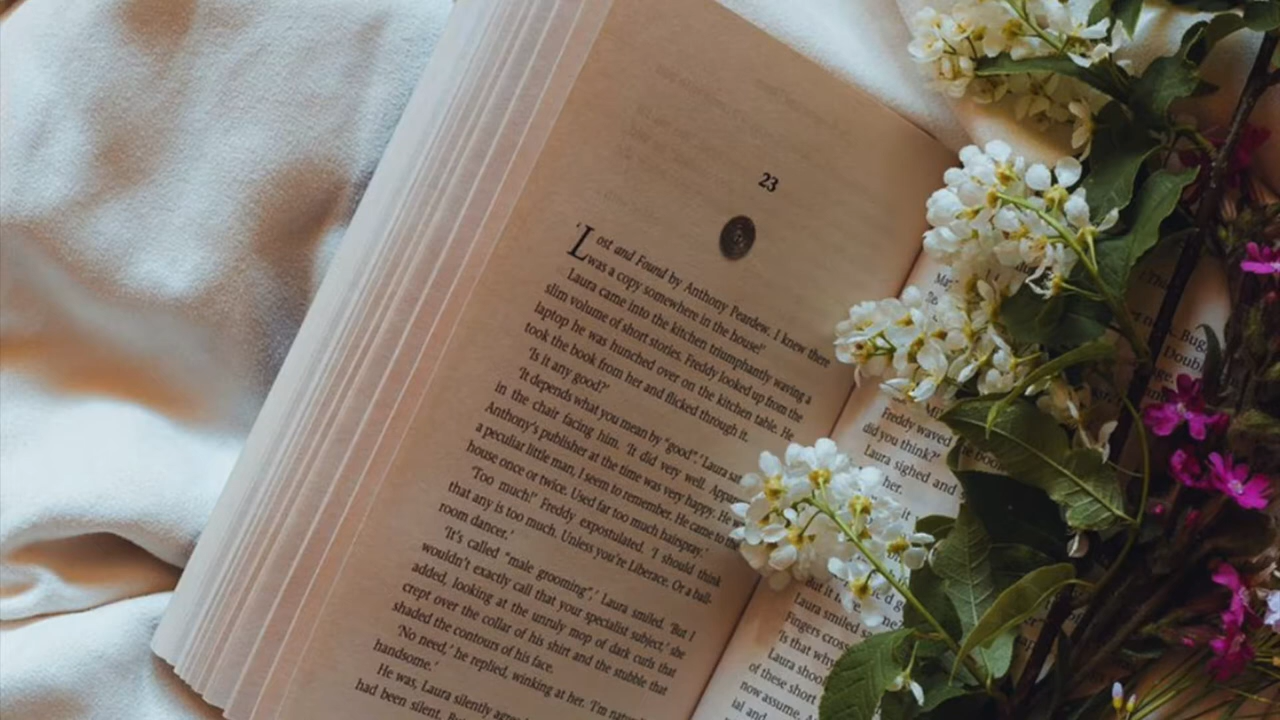 23
'Lost and Found by Anthony Peardew. I knew there
was a copy somewhere in the house!'
Laura came into the kitchen triumphantly waving a
slim volume of short stories. Freddy looked up from the
laptop he was hunched over on the kitchen table. He
took the book from her and flicked through it.
'Is it any good?'
'It depends what you mean by "good".' Laura sat
in the chair facing him. 'It did very well.
Anthony's publisher at the time was very happy. He
a peculiar little man, I seem to remember. He came to
house once or twice. Used far too much hairspray.'
'Too much!' Freddy expostulated. 'I should think
that any is too much. Unless you're Liberace. Or a ball-
room dancer.'
'It's called "male grooming",' Laura smiled. 'But I
wouldn't exactly call that your specialist subject,' she
added, looking at the unruly mop of dark curls that
crept over the collar of his shirt and the stubble that
shaded the contours of his face.
'No need,' he replied, winking at her. 'I'm
handsome.'
He was, Laura silently
had been silent.
Freddy waved
did you think?'
Laura sighed and
her.
Laura smiled
Fingers
'Is that why
Laura
of these short
now assume.